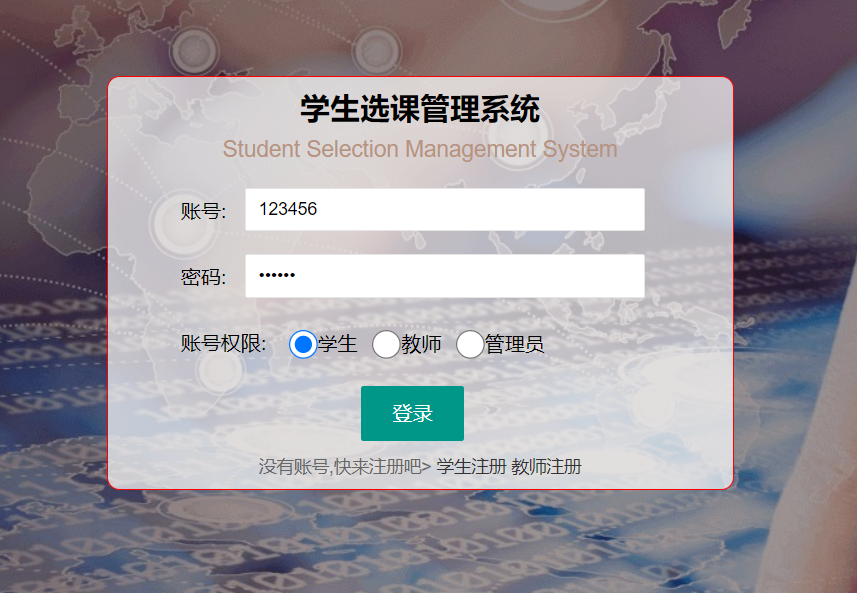 学生选课管理系统
Student Selection Management System
账号: 123456
密码: ••••••
账号权限: 学生 教师 管理员
登录
没有账号,快来注册吧> 学生注册 教师注册